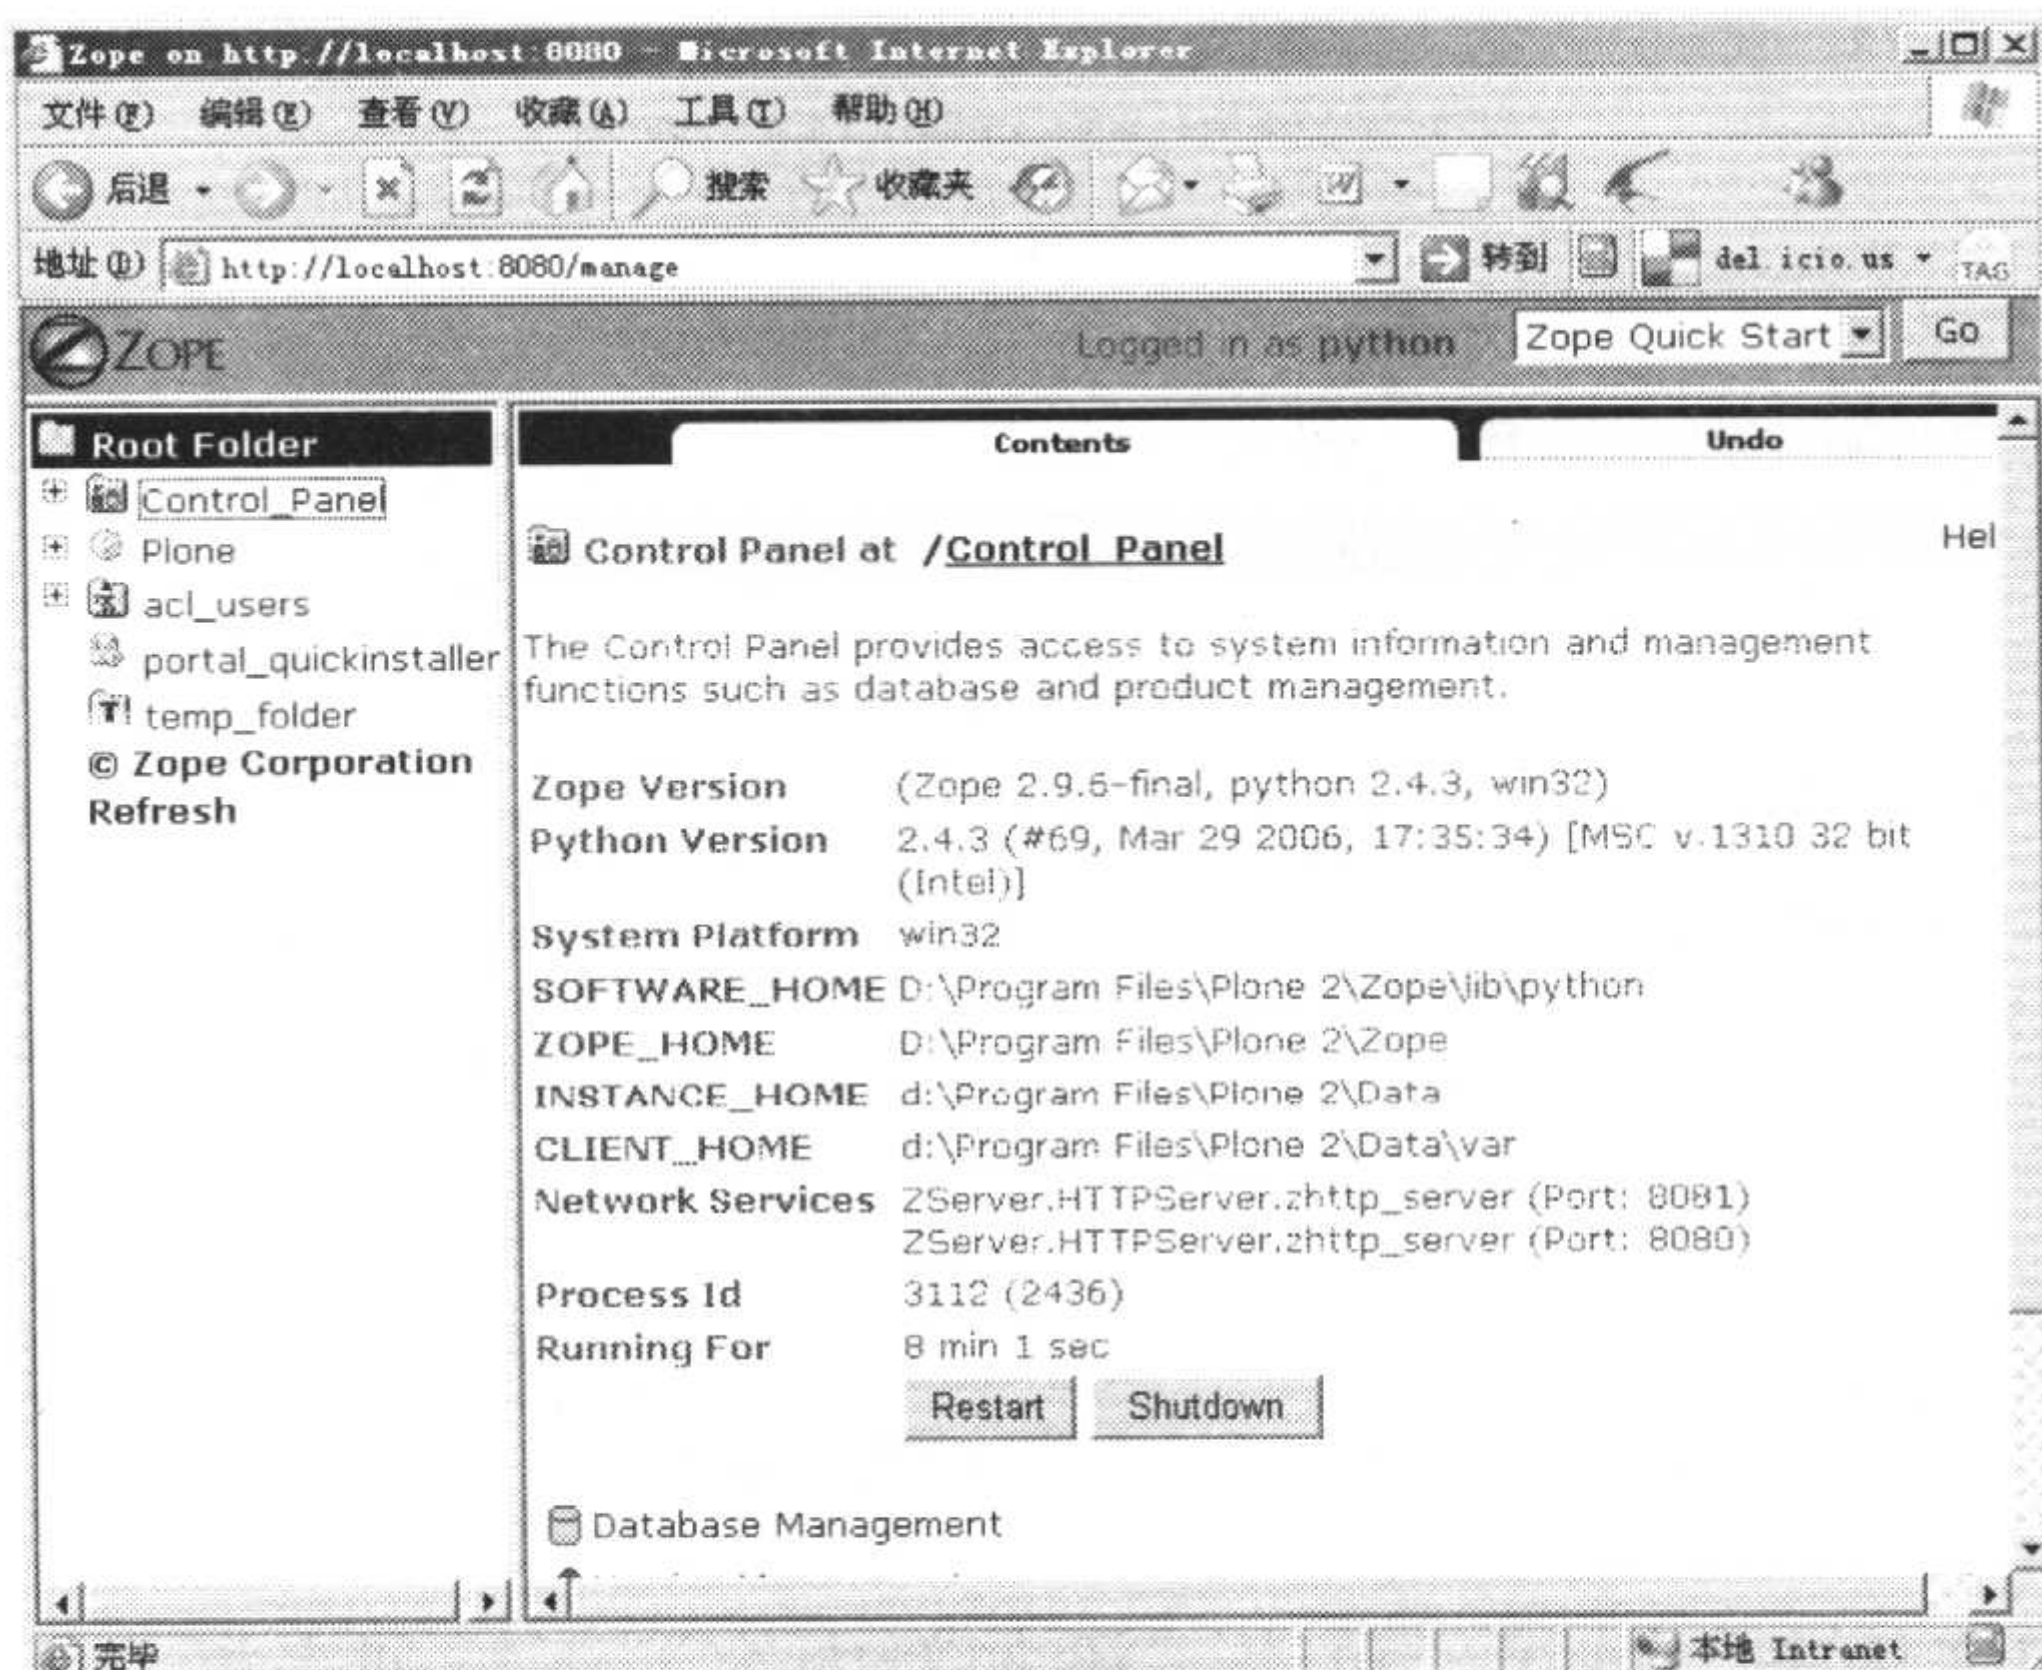 Zope on http://localhost:8080 - Microsoft Internet Explorer
文件(F) 编辑(E) 查看(V) 收藏(A) 工具(T) 帮助(H)
后退 搜索 收藏夹
地址(D) http://localhost:8080/manage 转到 del.icio.us TAG
ZOPE Logged in as python Zope Quick Start Go
Root Folder
Control_Panel
Plone
acl_users
portal_quickinstaller
temp_folder
© Zope Corporation
Refresh
Contents Undo
Control Panel at /Control_Panel Hel
The Control Panel provides access to system information and management
functions such as database and product management.
Zope Version (Zope 2.9.6-final, python 2.4.3, win32)
Python Version 2.4.3 (#69, Mar 29 2006, 17:35:34) [MSC v.1310 32 bit
(Intel)]
System Platform win32
SOFTWARE_HOME D:\Program Files\Plone 2\Zope\lib\python
ZOPE_HOME D:\Program Files\Plone 2\Zope
INSTANCE_HOME d:\Program Files\Plone 2\Data
CLIENT_HOME d:\Program Files\Plone 2\Data\var
Network Services ZServer.HTTPServer.zhttp_server (Port: 8081)
ZServer.HTTPServer.zhttp_server (Port: 8080)
Process Id 3112 (2436)
Running For 8 min 1 sec
Restart Shutdown
Database Management
完毕 本地 Intranet